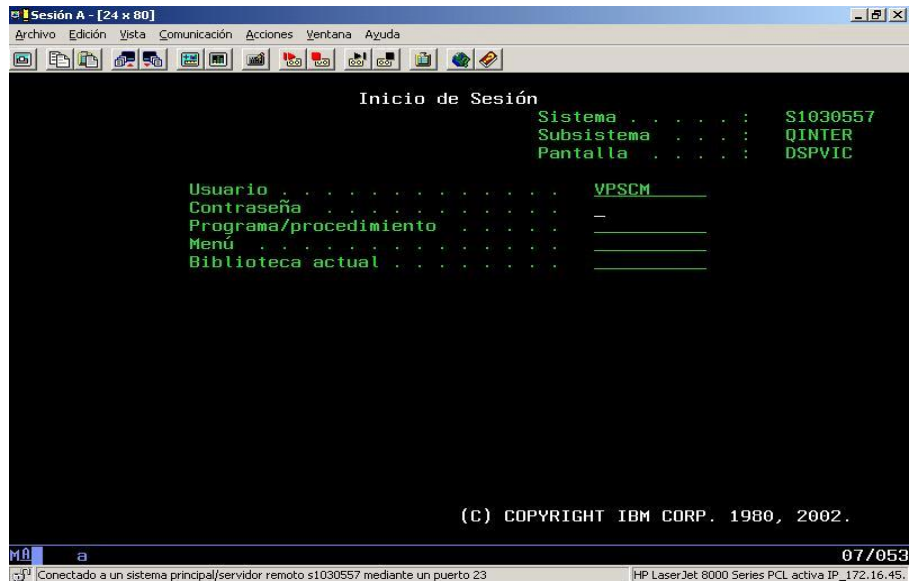 Sesión A - [24 x 80]
Archivo Edición Vista Comunicación Acciones Ventana Ayuda
Inicio de Sesión
Sistema . . . . . : S1030557
Subsistema . . . : QINTER
Pantalla . . . . : DSPVIC
Usuario . . . . . . . . . . . . . VPSCM
Contraseña . . . . . . . . . . .
Programa/procedimiento . . . . .
Menú . . . . . . . . . . . . . .
Biblioteca actual . . . . . . . .
(C) COPYRIGHT IBM CORP. 1980, 2002.
MA a 07/053
Conectado a un sistema principal/servidor remoto s1030557 mediante un puerto 23 HP LaserJet 8000 Series PCL activa IP_172.16.45.